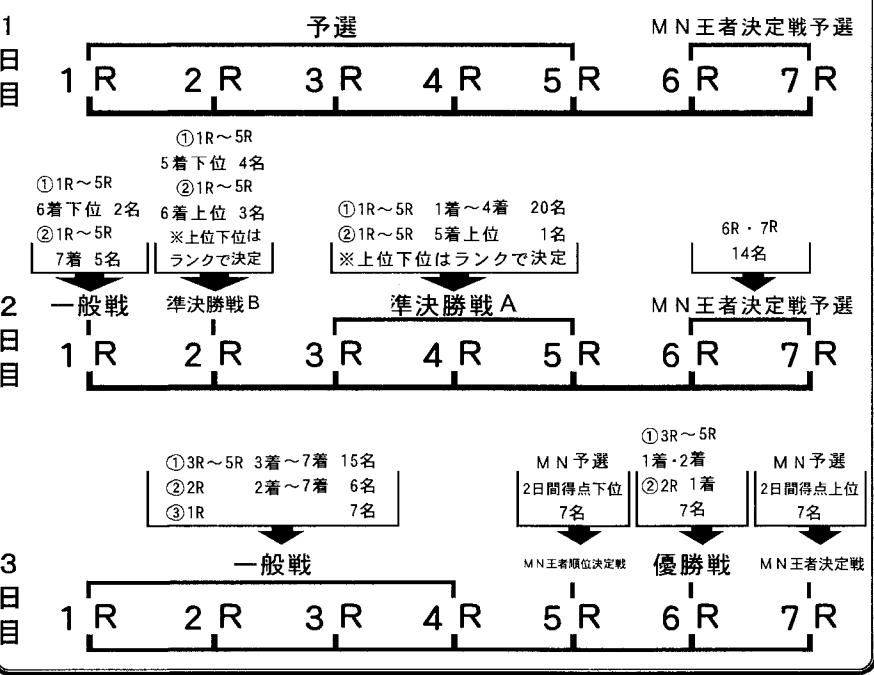 1日目
予選 MN王者決定戦予選
1R 2R 3R 4R 5R 6R 7R
①1R～5R
6着下位 2名
②1R～5R
7着 5名
①1R～5R
5着下位 4名
②1R～5R
6着上位 3名
※上位下位は
ランクで決定
①1R～5R 1着～4着 20名
②1R～5R 5着上位 1名
※上位下位はランクで決定
6R・7R
14名
2日目
一般戦 準決勝戦B 準決勝戦A MN王者決定戦予選
1R 2R 3R 4R 5R 6R 7R
①3R～5R 3着～7着 15名
②2R 2着～7着 6名
③1R 7名
MN予選
2日間得点下位
7名
①3R～5R
1着・2着
②2R 1着
7名
MN予選
2日間得点上位
7名
3日目
一般戦 MN王者順位決定戦 優勝戦 MN王者決定戦
1R 2R 3R 4R 5R 6R 7R